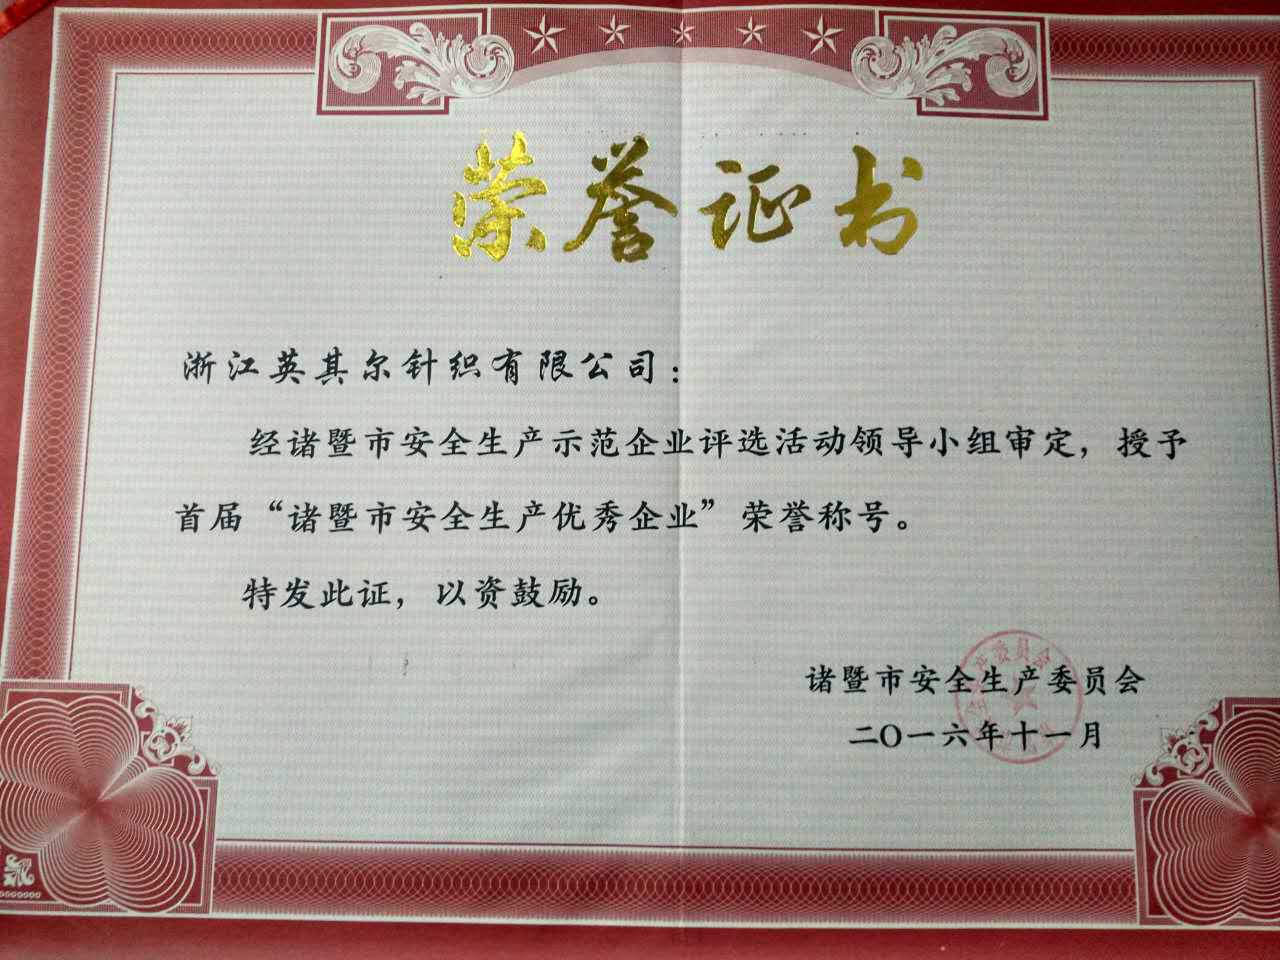 荣誉证书
浙江英其尔针织有限公司：
经诸暨市安全生产示范企业评选活动领导小组审定，授予
首届“诸暨市安全生产优秀企业”荣誉称号。
特发此证，以资鼓励。
诸暨市安全生产委员会
二〇一六年十一月